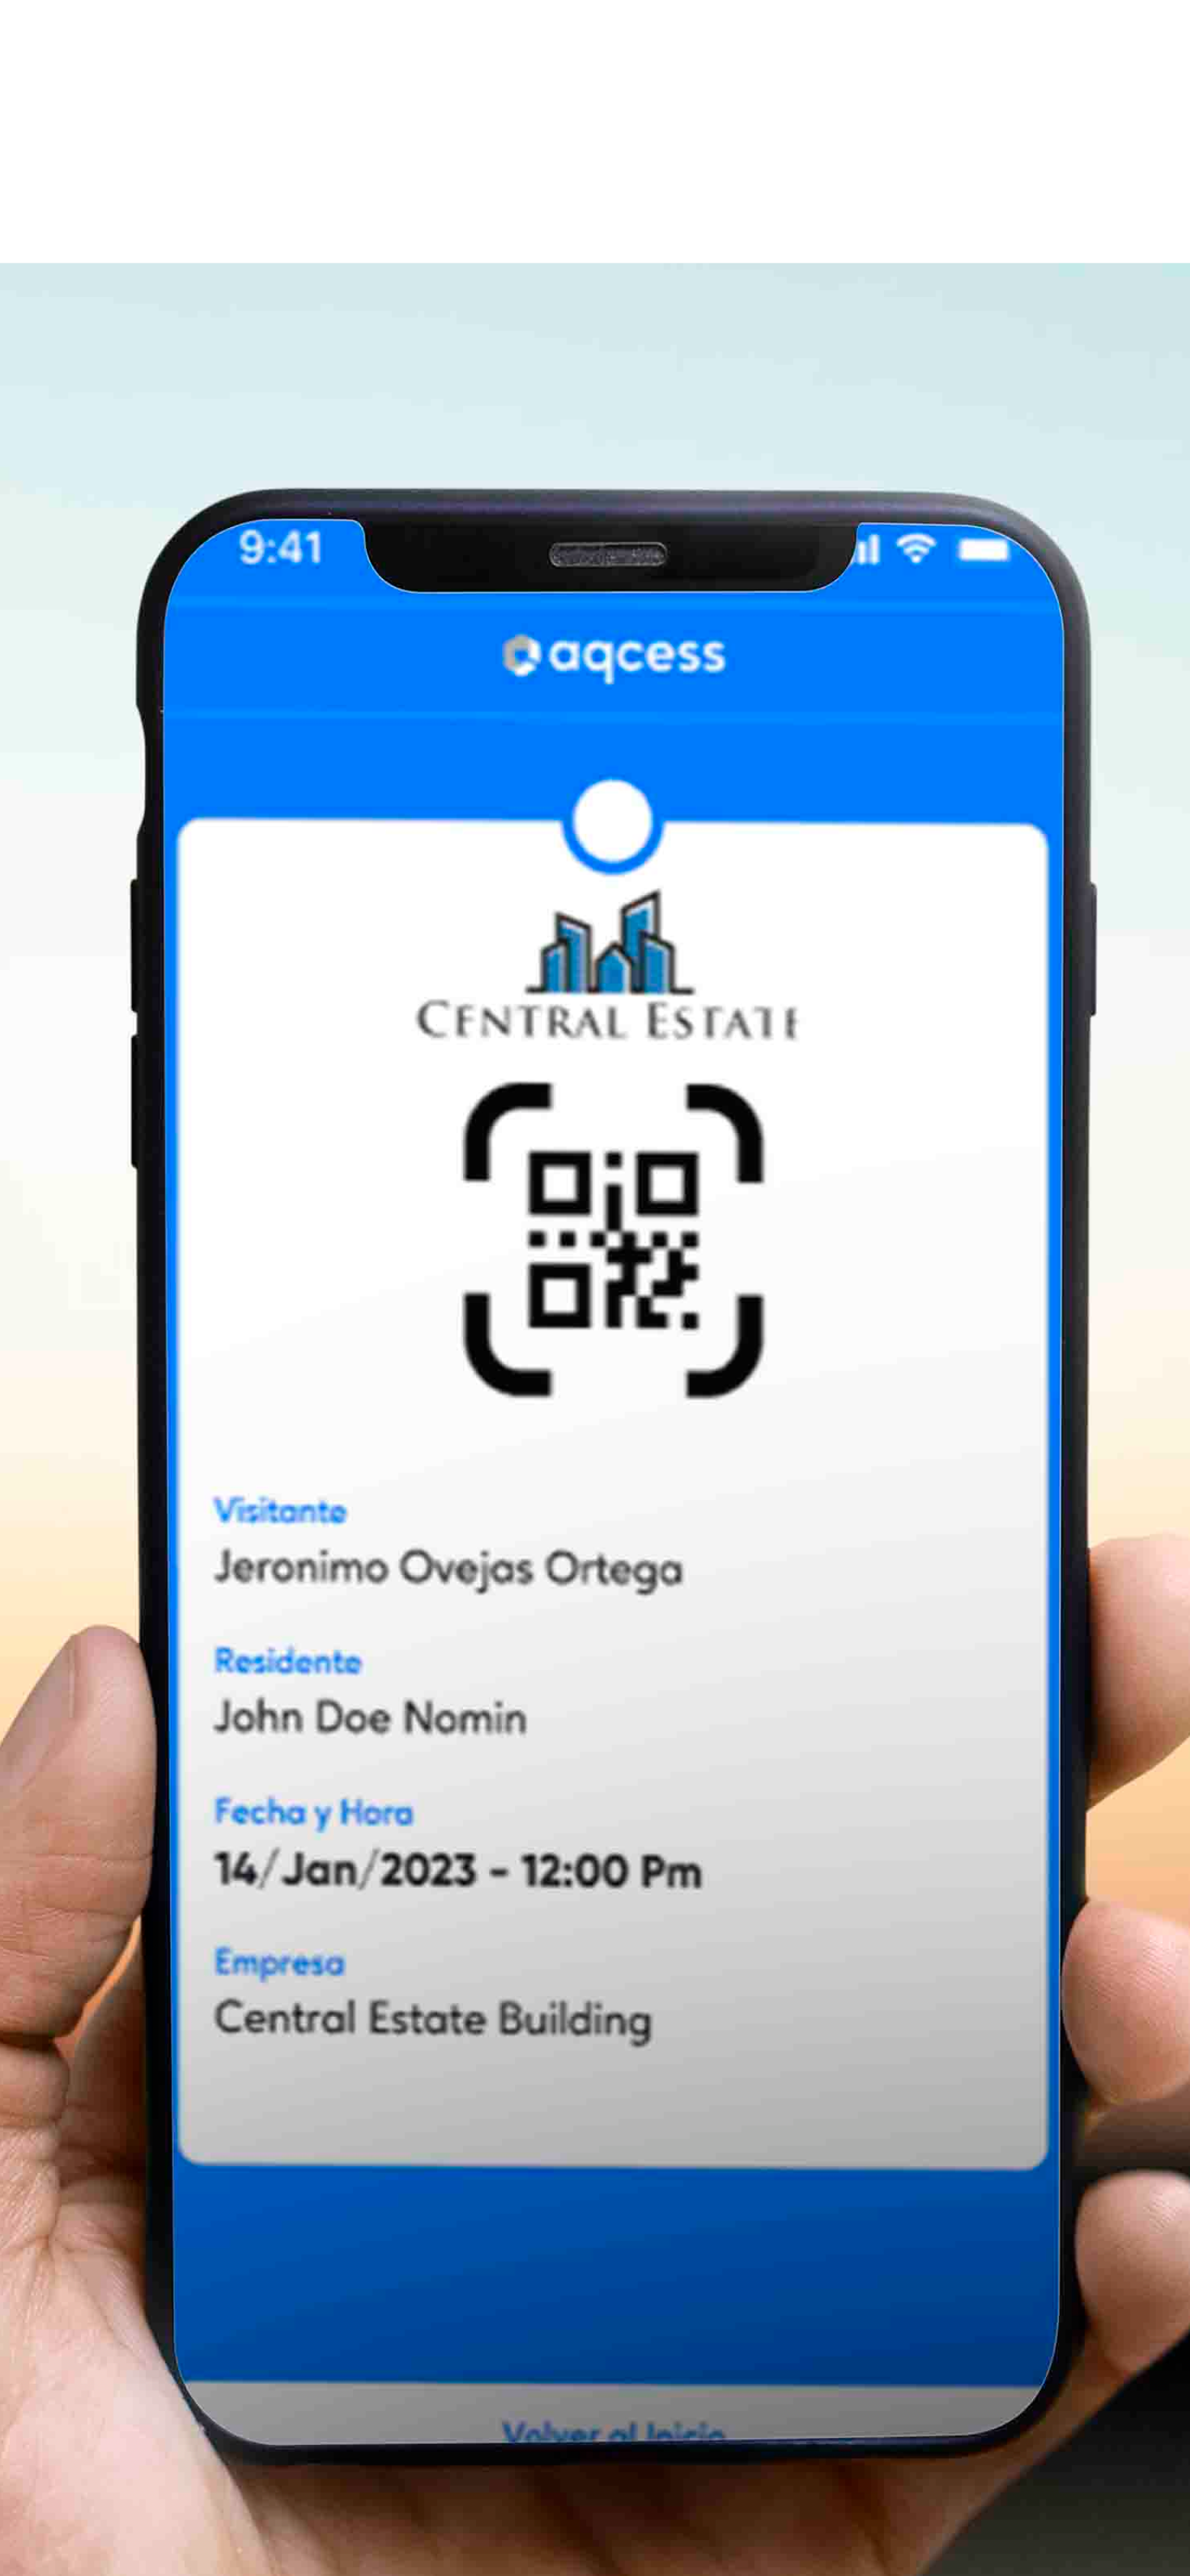 9:41
aqcess
CENTRAL ESTATE
Visitante
Jeronimo Ovejas Ortega
Residente
John Doe Nomin
Fecha y Hora
14/Jan/2023 - 12:00 Pm
Empresa
Central Estate Building
Volver al Inicio